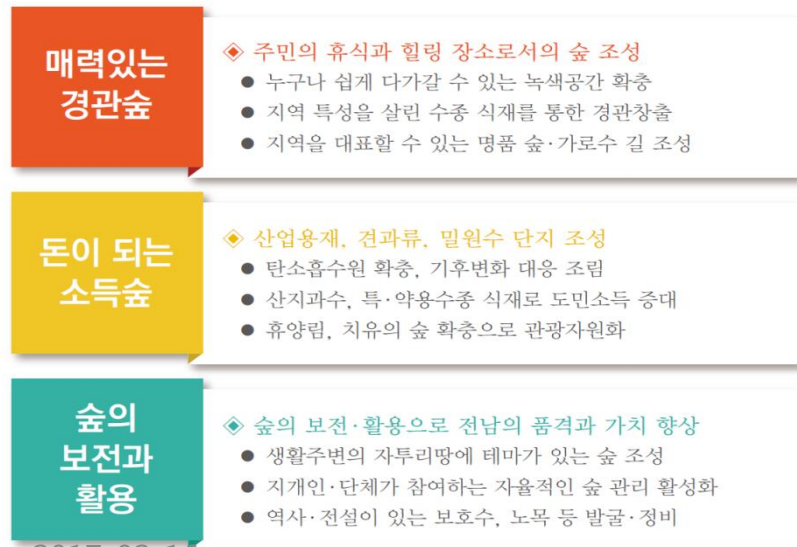 매력있는
경관숲
◈ 주민의 휴식과 힐링 장소로서의 숲 조성
● 누구나 쉽게 다가갈 수 있는 녹색공간 확충
● 지역 특성을 살린 수종 식재를 통한 경관창출
● 지역을 대표할 수 있는 명품 숲·가로수 길 조성
돈이 되는
소득숲
◈ 산업용재, 견과류, 밀원수 단지 조성
● 탄소흡수원 확충, 기후변화 대응 조림
● 산지과수, 특·약용수종 식재로 도민소득 증대
● 휴양림, 치유의 숲 확충으로 관광자원화
숲의
보전과
활용
◈ 숲의 보전·활용으로 전남의 품격과 가치 향상
● 생활주변의 자투리땅에 테마가 있는 숲 조성
● 지개인·단체가 참여하는 자율적인 숲 관리 활성화
● 역사·전설이 있는 보호수, 노목 등 발굴·정비